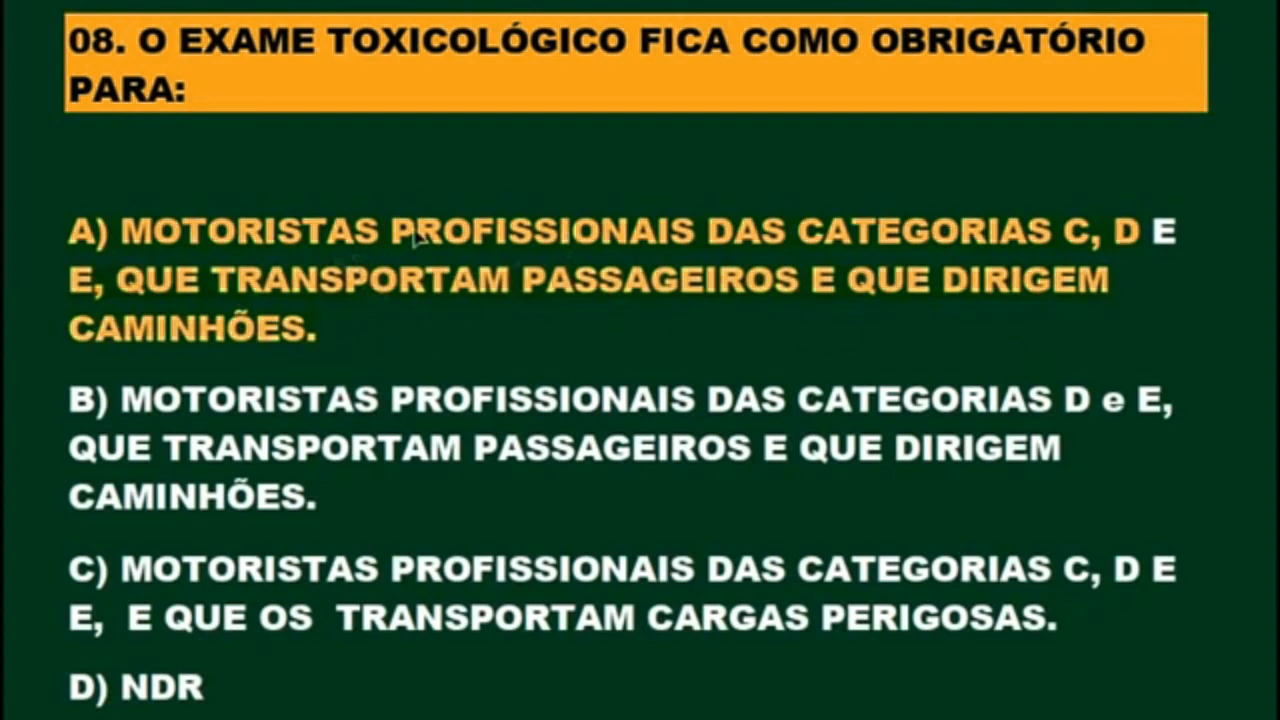 08. O EXAME TOXICOLÓGICO FICA COMO OBRIGATÓRIO
PARA:
A) MOTORISTAS PROFISSIONAIS DAS CATEGORIAS C, D E
E, QUE TRANSPORTAM PASSAGEIROS E QUE DIRIGEM
CAMINHÕES.
B) MOTORISTAS PROFISSIONAIS DAS CATEGORIAS D e E,
QUE TRANSPORTAM PASSAGEIROS E QUE DIRIGEM
CAMINHÕES.
C) MOTORISTAS PROFISSIONAIS DAS CATEGORIAS C, D E
E, E QUE OS TRANSPORTAM CARGAS PERIGOSAS.
D) NDR